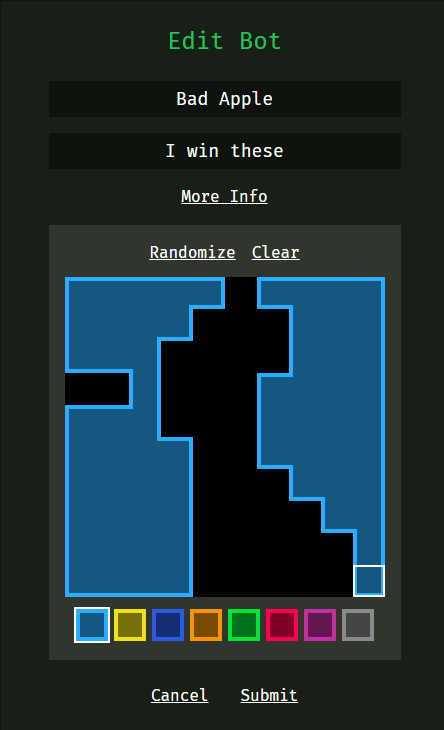 Edit Bot
Bad Apple
I win these
More Info
Randomize Clear
Cancel Submit